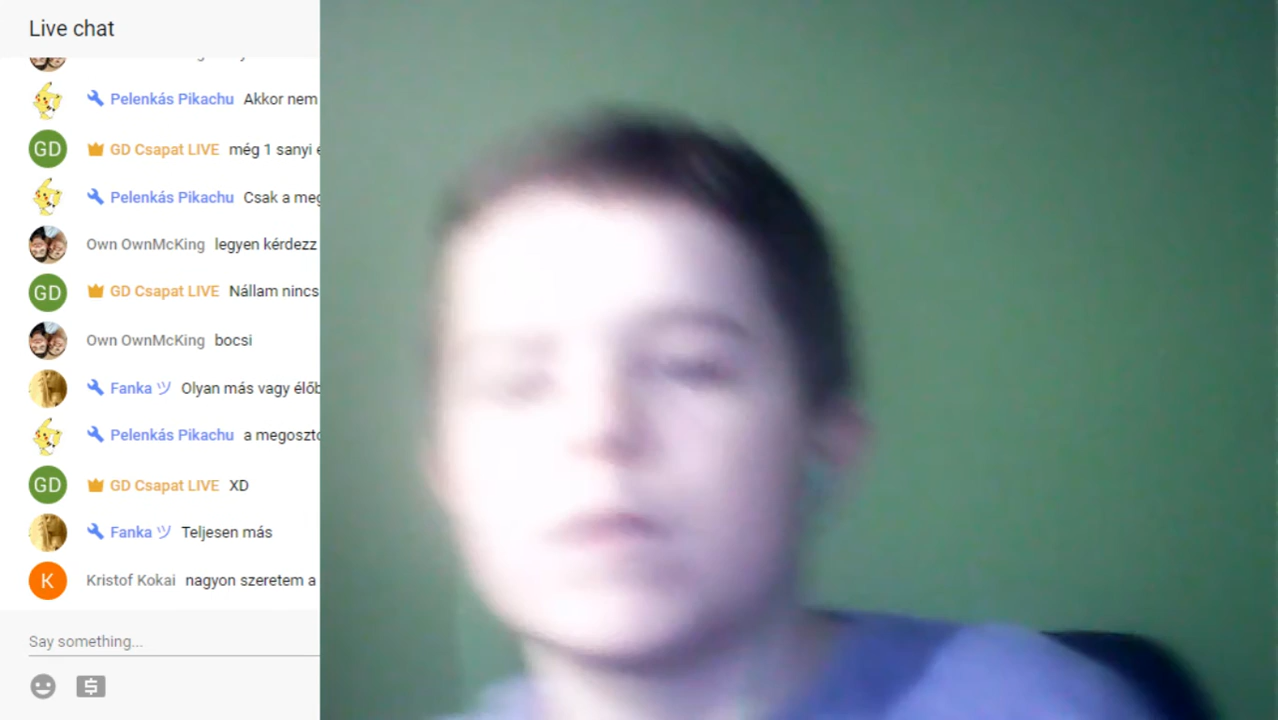 Live chat
Pelenkás Pikachu Akkor nem
GD GD Csapat LIVE még 1 sanyi
Pelenkás Pikachu Csak a meg
Own OwnMcKing legyen kérdezz
GD GD Csapat LIVE Nállam nincs
Own OwnMcKing bocsi
Fanka ツ Olyan más vagy élőb
Pelenkás Pikachu a megoszto
GD GD Csapat LIVE XD
Fanka ツ Teljesen más
K Kristof Kokai nagyon szeretem a
Say something...